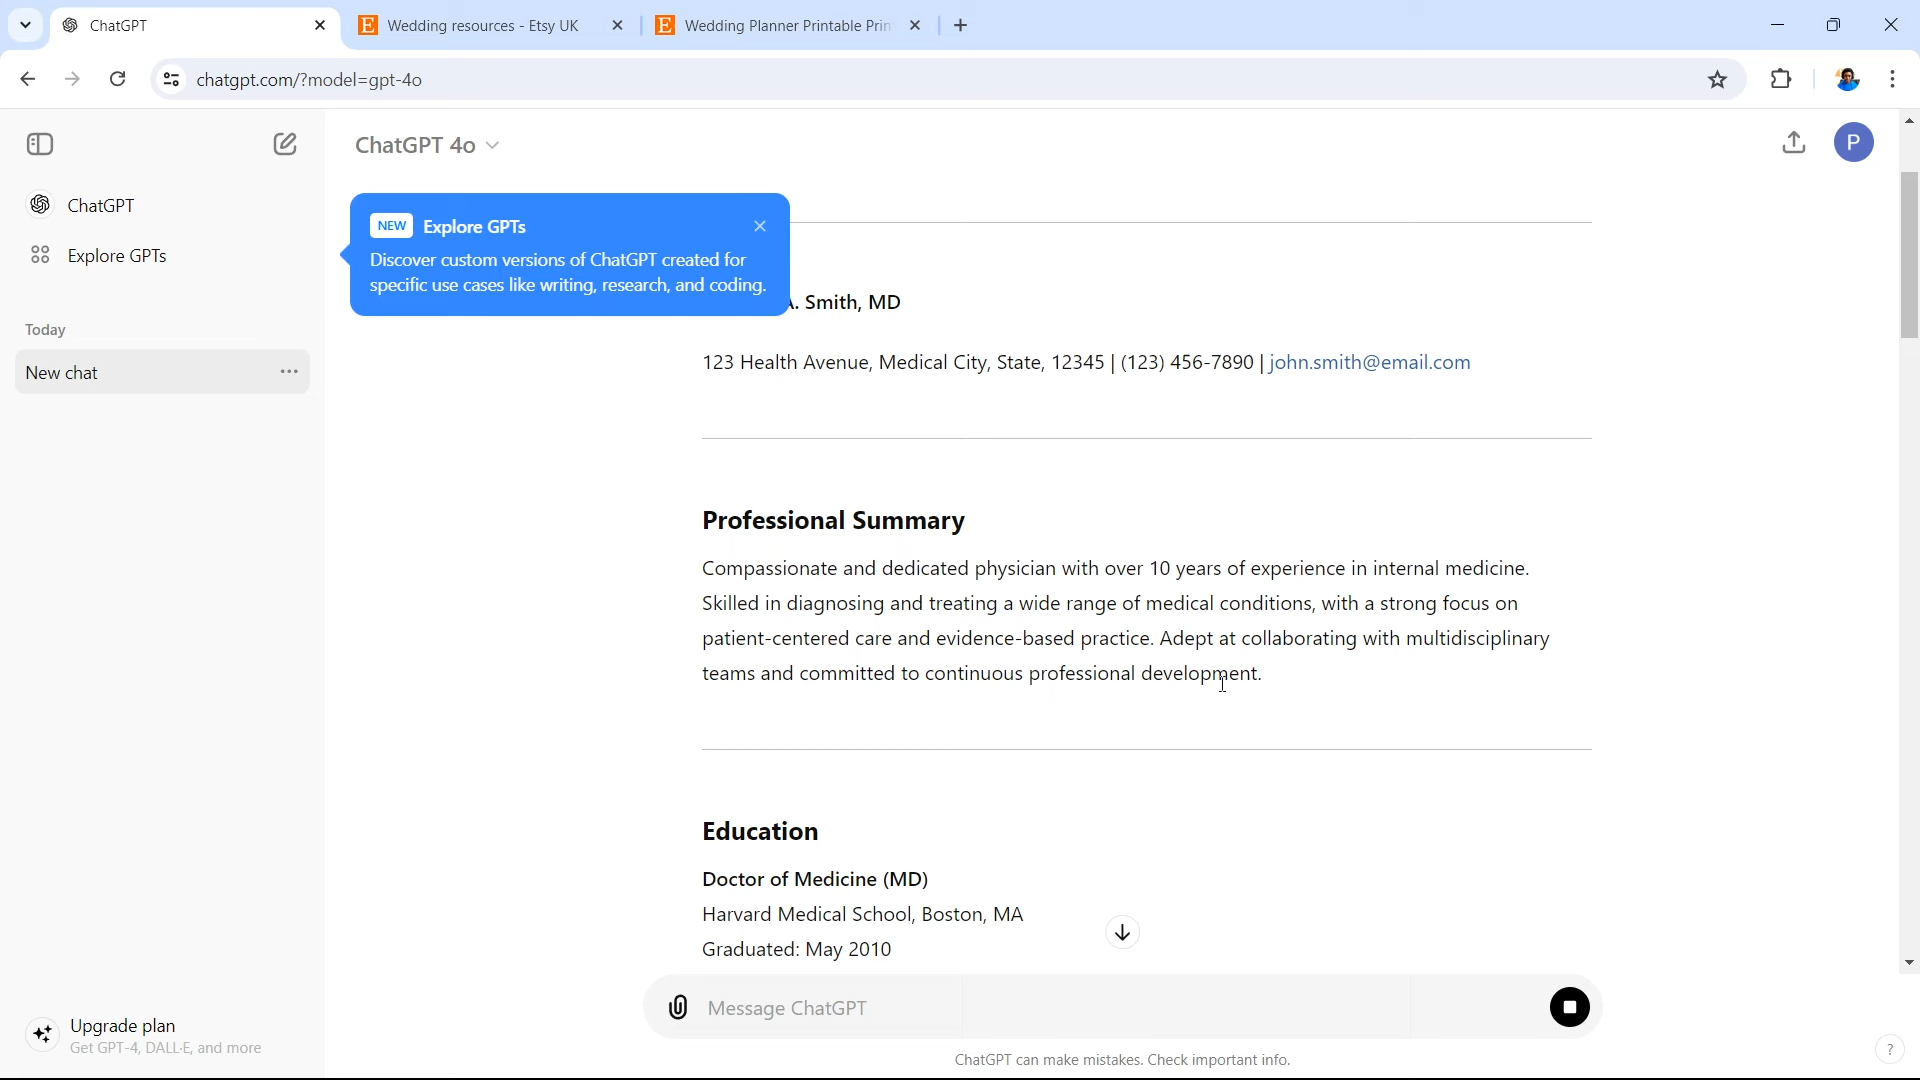 ChatGPT
Wedding resources - Etsy UK
Wedding Planner Printable Prin
chatgpt.com/?model=gpt-4o
ChatGPT
Explore GPTs
Today
New chat
Upgrade plan
Get GPT-4, DALL·E, and more
ChatGPT 4o
P
NEW Explore GPTs
Discover custom versions of ChatGPT created for
specific use cases like writing, research, and coding.
A. Smith, MD
123 Health Avenue, Medical City, State, 12345 | (123) 456-7890 | john.smith@email.com
Professional Summary
Compassionate and dedicated physician with over 10 years of experience in internal medicine.
Skilled in diagnosing and treating a wide range of medical conditions, with a strong focus on
patient-centered care and evidence-based practice. Adept at collaborating with multidisciplinary
teams and committed to continuous professional development.
Education
Doctor of Medicine (MD)
Harvard Medical School, Boston, MA
Graduated: May 2010
Message ChatGPT
ChatGPT can make mistakes. Check important info.
?